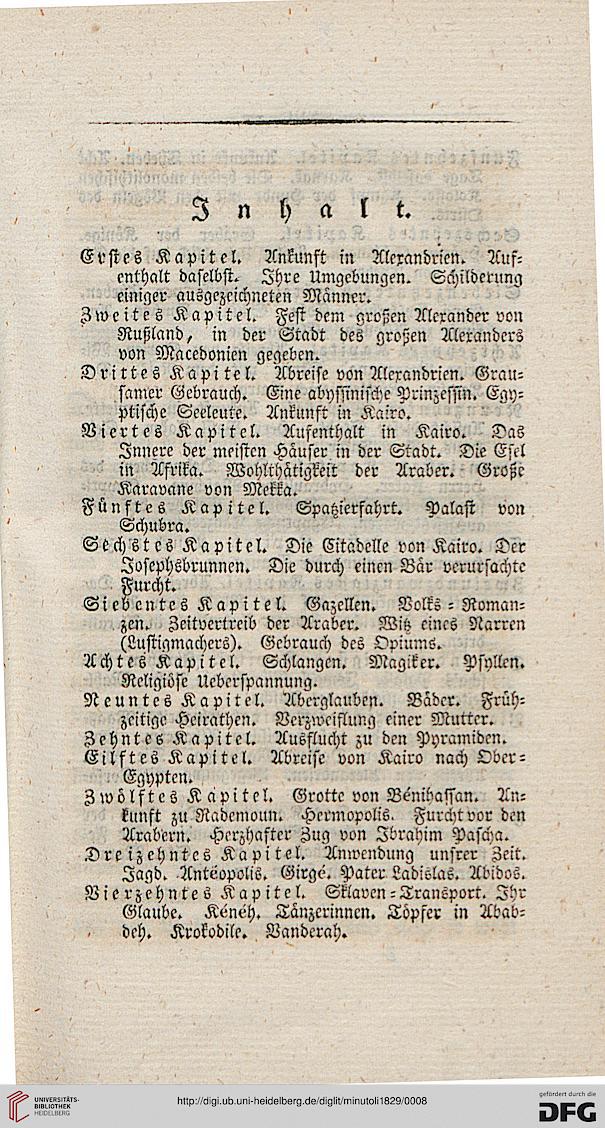 Inhalt.
Erstes Kapitel. Ankunft in Alexandrien. Auf-
enthalt daselbst. Ihre Umgebungen. Schilderung
einiger ausgezeichneten Männer.
Zweites Kapitel. Fest dem großen Alexander von
Rußland, in der Stadt des großen Alexanders
von Macedonien gegeben.
Drittes Kapitel. Abreise von Alexandrien. Grau-
samer Gebrauch. Eine abyssinische Prinzessin. Egy-
ptische Seeleute. Ankunft in Kairo.
Viertes Kapitel. Aufenthalt in Kairo. Das
Innere der meisten Häuser in der Stadt. Die Esel
in Afrika. Wohlthätigkeit der Araber. Große
Karavane von Mekka.
Fünftes Kapitel. Spatzierfahrt. Palast von
Schubra.
Sechstes Kapitel. Die Citadelle von Kairo. Der
Josephsbrunnen. Die durch einen Bär verursachte
Furcht.
Siebentes Kapitel. Gazellen. Volks-Roman-
zen. Zeitvertreib der Araber. Witz eines Narren
(Lustigmachers). Gebrauch des Opiums.
Achtes Kapitel. Schlangen. Magiker. Psyllen.
Religiöse Ueberspannung.
Neuntes Kapitel. Aberglauben. Bäder. Früh-
zeitige Heirathen. Verzweiflung einer Mutter.
Zehntes Kapitel. Ausflucht zu den Pyramiden.
Eilftes Kapitel. Abreise von Kairo nach Ober-
Egypten.
Zwölftes Kapitel. Grotte von Bénihassan. An-
kunft zu Rademoun. Hermopolis. Furcht vor den
Arabern. Herzhafter Zug von Ibrahim Pascha.
Dreizehntes Kapitel. Anwendung unsrer Zeit.
Jagd. Antëopolis. Girgé. Pater Ladislas. Abidos.
Vierzehntes Kapitel. Sklaven-Transport. Ihr
Glaube. Kénéh. Tänzerinnen. Töpfer in Abab-
deh. Krokodile. Banderah.
UNIVERSITÄTS-
BIBLIOTHEK
HEIDELBERG
http://digi.ub.uni-heidelberg.de/diglit/minutoli1829/0008
gefördert durch die
DFG